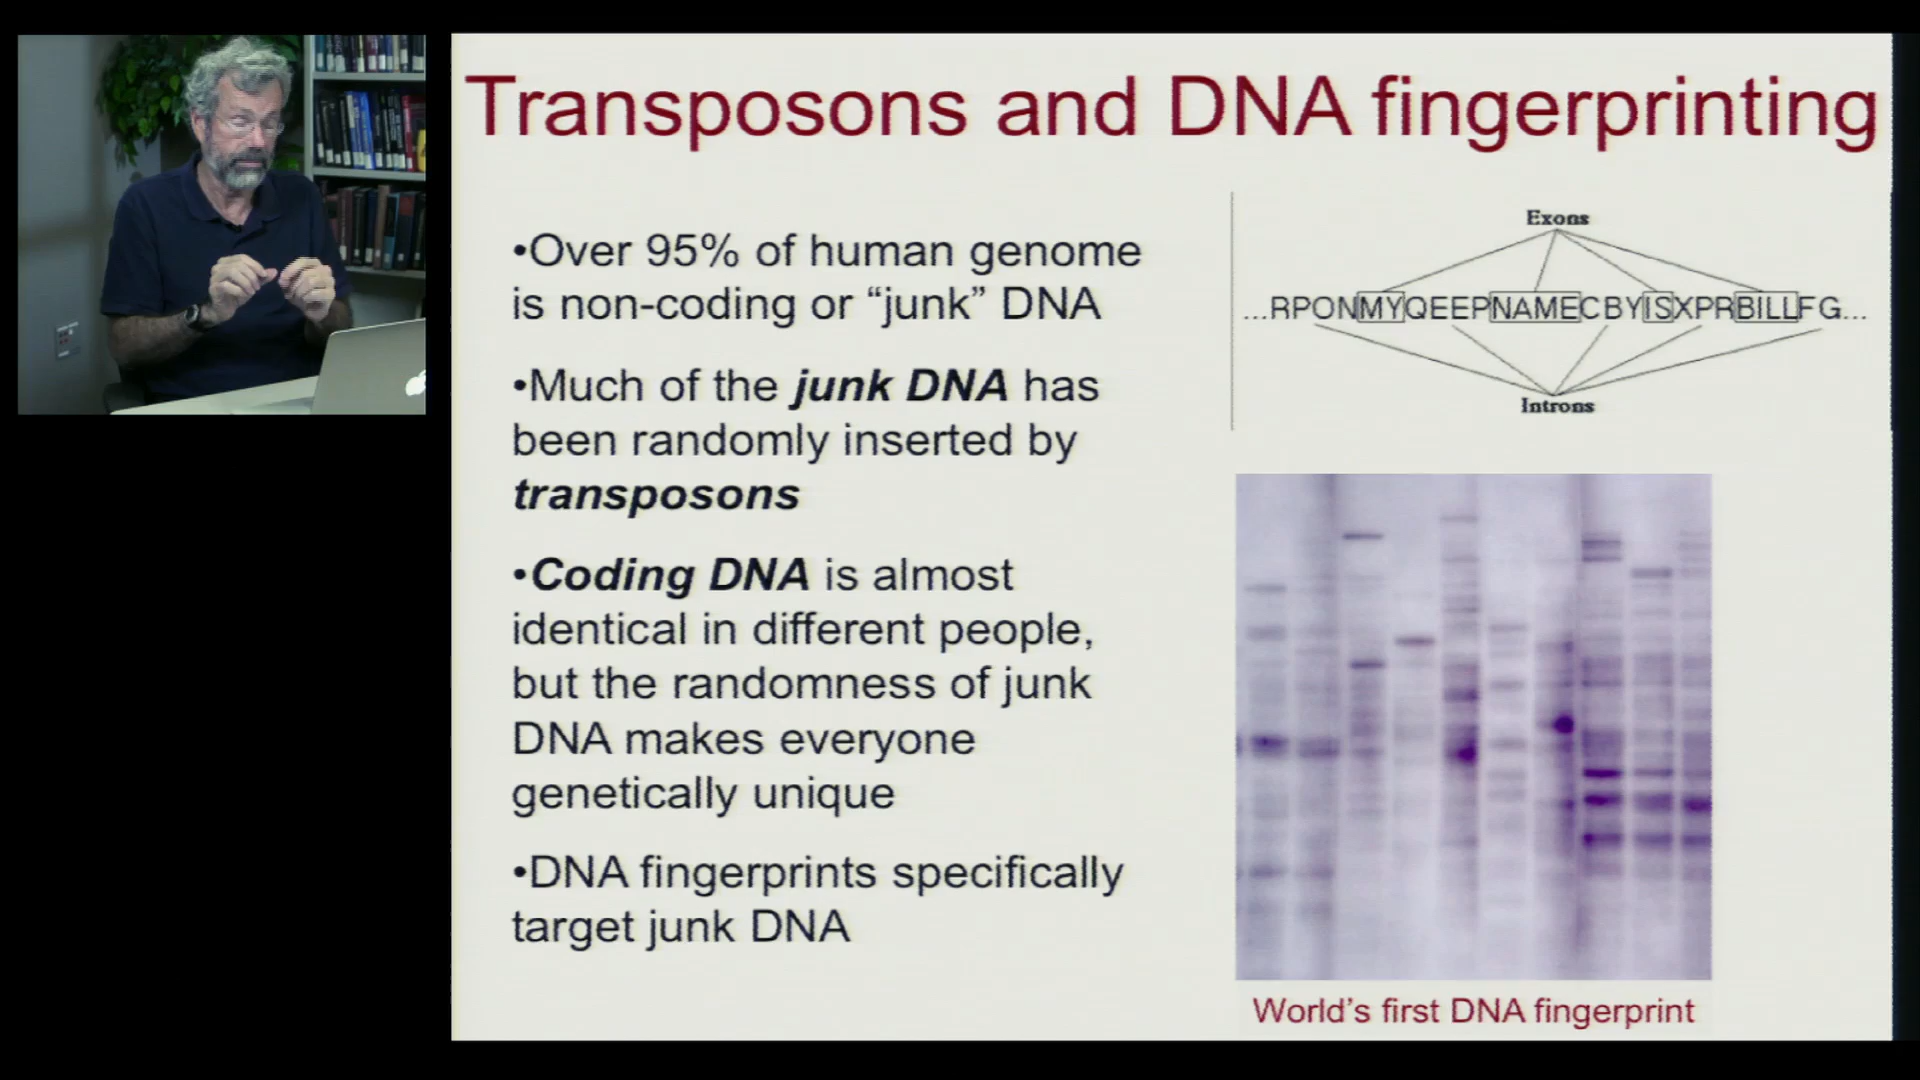 Transposons and DNA fingerprinting
•Over 95% of human genome
is non-coding or “junk” DNA
•Much of the junk DNA has
been randomly inserted by
transposons
•Coding DNA is almost
identical in different people,
but the randomness of junk
DNA makes everyone
genetically unique
•DNA fingerprints specifically
target junk DNA
Exons
...RPONMYQEEPNAMECBYISXPRBILLFG...
Introns
World’s first DNA fingerprint